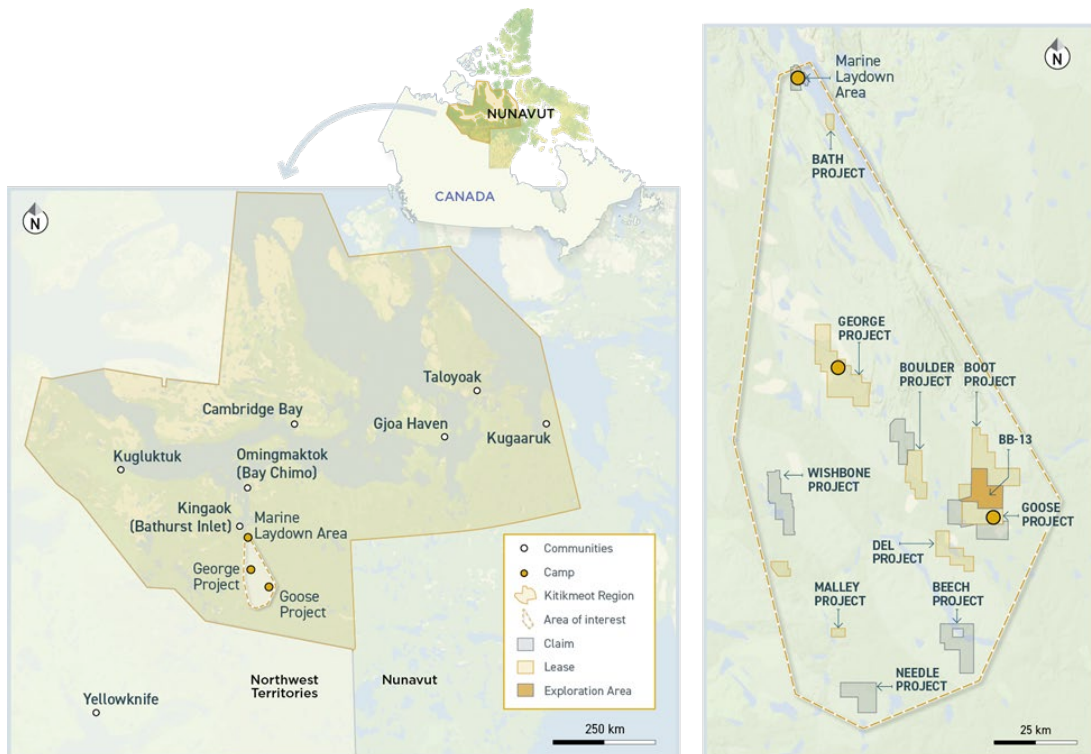 NUNAVUT
CANADA
N
Taloyoak
Cambridge Bay
Gjoa Haven
Kugaaruk
Kugluktuk
Omingmaktok
(Bay Chimo)
Kingaok
(Bathurst Inlet)
Marine
Laydown Area
George
Project
Goose
Project
Northwest
Territories
Nunavut
Yellowknife
Communities
Camp
Kitikmeot Region
Area of interest
Claim
Lease
Exploration Area
250 km
N
Marine
Laydown
Area
BATH
PROJECT
GEORGE
PROJECT
BOULDER
PROJECT
BOOT
PROJECT
BB-13
WISHBONE
PROJECT
GOOSE
PROJECT
DEL
PROJECT
MALLEY
PROJECT
BEECH
PROJECT
NEEDLE
PROJECT
25 km